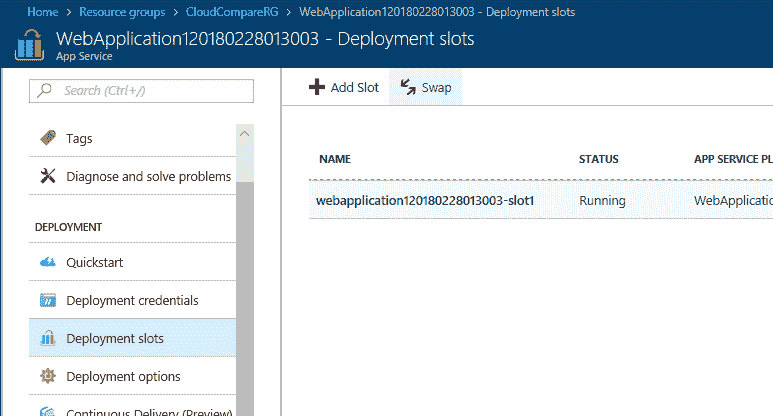 Home > Resource groups > CloudCompareRG > WebApplication120180228013003 - Deployment slots
WebApplication120180228013003 - Deployment slots
App Service
Search (Ctrl+/)
Tags
Diagnose and solve problems
DEPLOYMENT
Quickstart
Deployment credentials
Deployment slots
Deployment options
Continuous Delivery (Preview)
Add Slot
Swap
NAME STATUS APP SERVICE PL
webapplication120180228013003-slot1 Running WebApplicatio